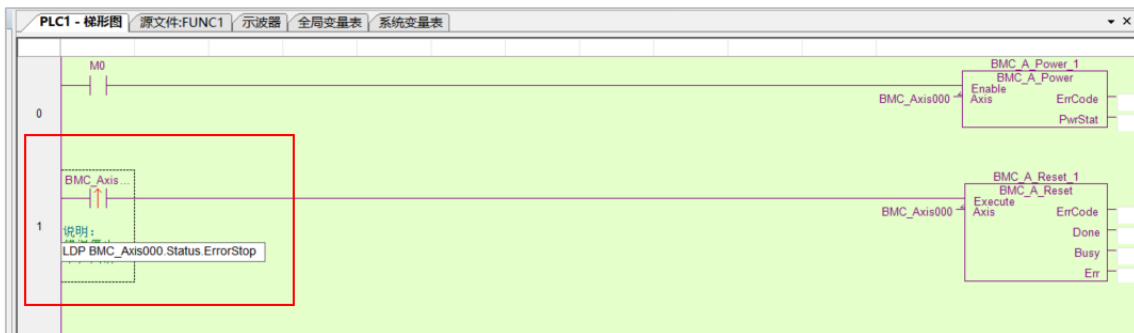 PLC1 - 梯形图 源文件:FUNC1 示波器 全局变量表 系统变量表
M0
BMC_A_Power_1
BMC_A_Power
Enable
BMC_Axis000 Axis ErrCode
PwrStat
0
BMC_Axis...
BMC_A_Reset_1
BMC_A_Reset
Execute
BMC_Axis000 Axis ErrCode
1
说明:
Done
LDP BMC_Axis000.Status.ErrorStop
Busy
Err